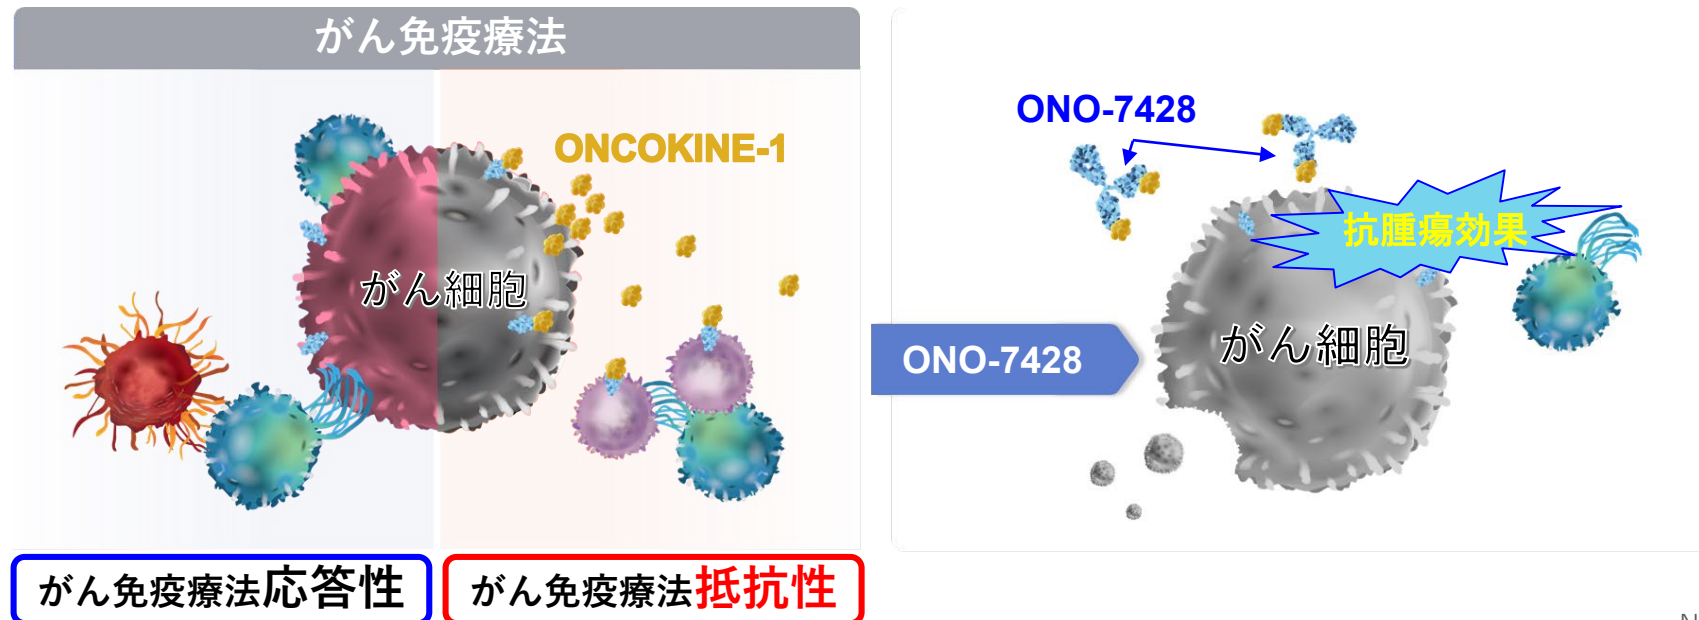 がん免疫療法
ONCOKINE-1
がん細胞
がん免疫療法応答性
がん免疫療法抵抗性
ONO-7428
抗腫瘍効果
ONO-7428
がん細胞